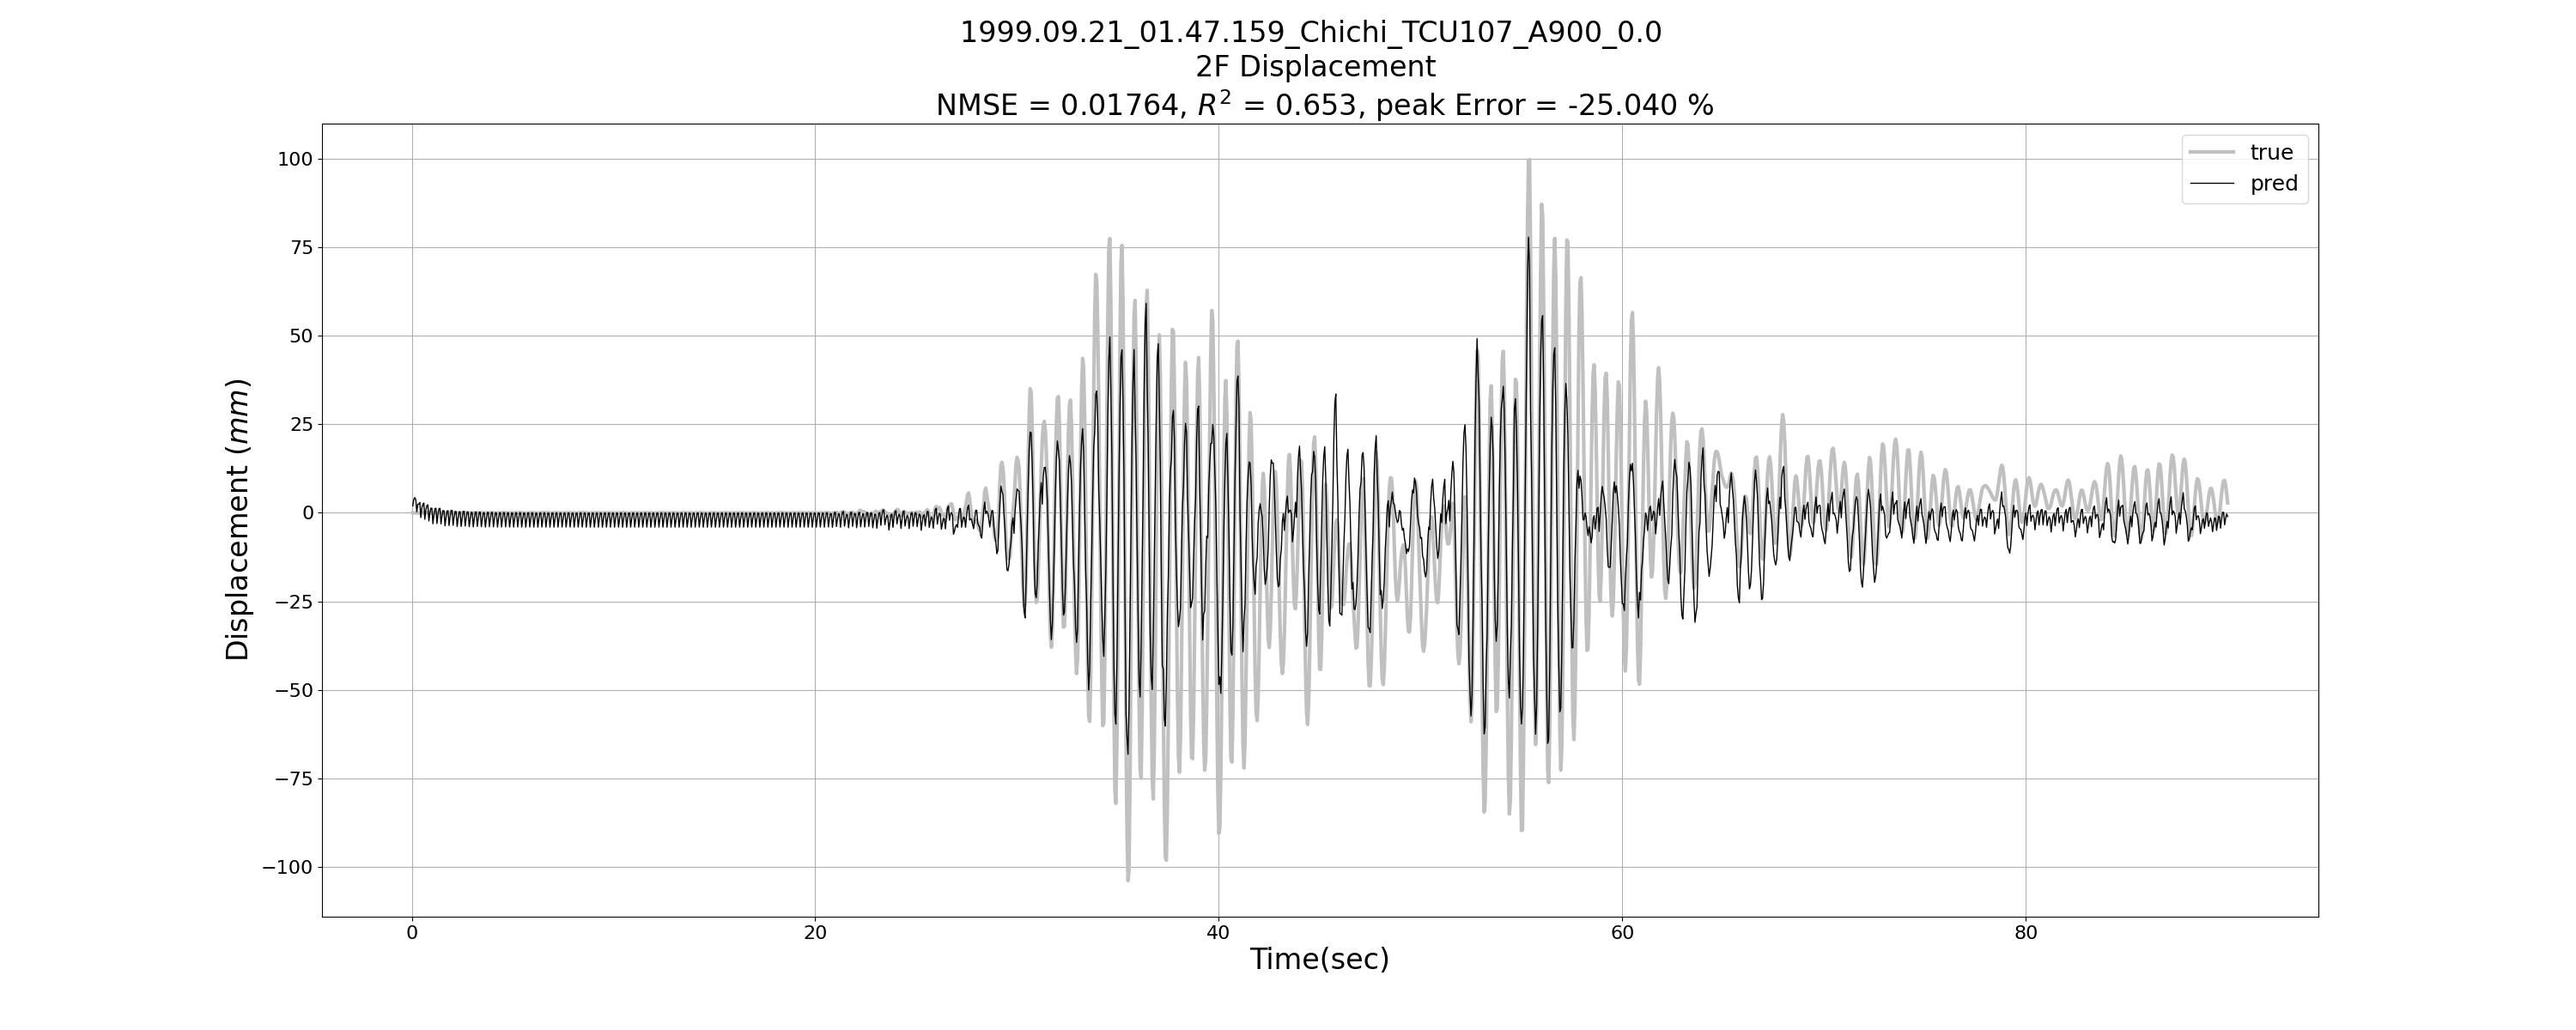 1999.09.21_01.47.159_Chichi_TCU107_A900_0.0
2F Displacement
NMSE = 0.01764, R² = 0.653, peak Error = -25.040 %
true
pred
Displacement (mm)
100
75
50
25
0
−25
−50
−75
−100
0 20 40 60 80
Time(sec)